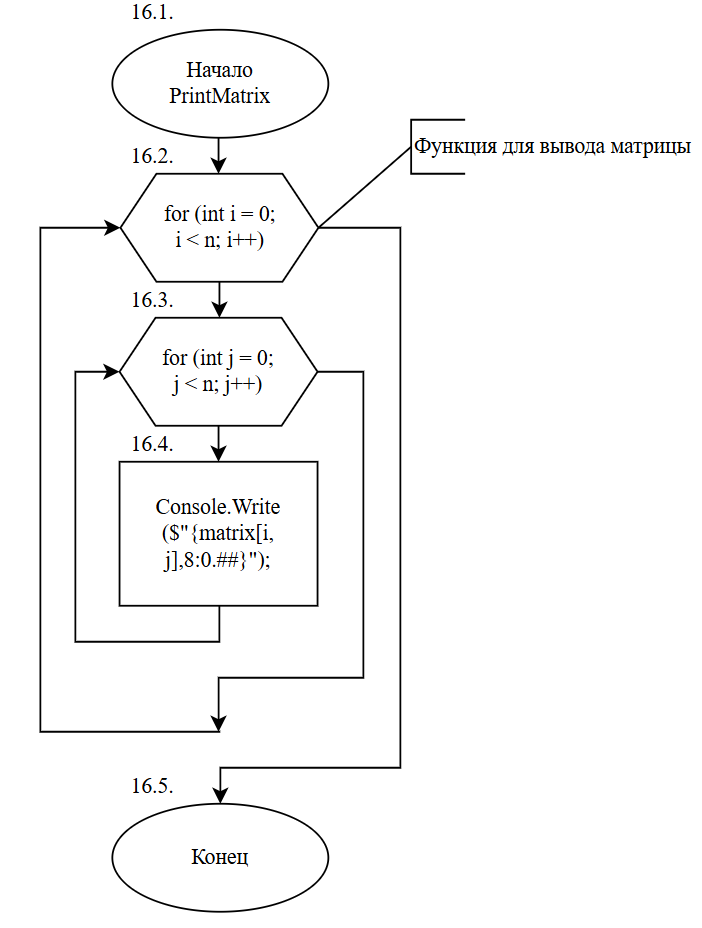 16.1.
Начало
PrintMatrix
16.2.
Функция для вывода матрицы
for (int i = 0;
i < n; i++)
16.3.
for (int j = 0;
j < n; j++)
16.4.
Console.Write
($"{matrix[i,
j],8:0.##}");
16.5.
Конец